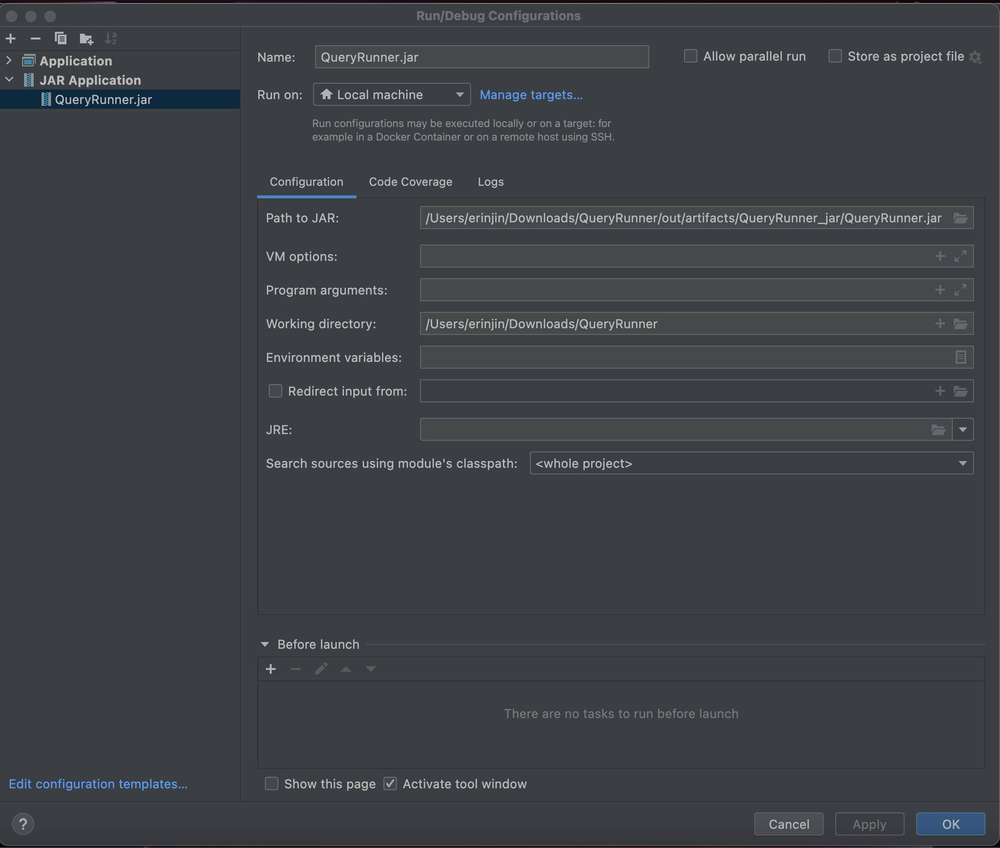 Run/Debug Configurations
Application
JAR Application
QueryRunner.jar
Name: QueryRunner.jar
Allow parallel run
Store as project file
Run on: Local machine Manage targets...
Run configurations may be executed locally or on a target: for
example in a Docker Container or on a remote host using SSH.
Configuration Code Coverage Logs
Path to JAR: /Users/erinjin/Downloads/QueryRunner/out/artifacts/QueryRunner_jar/QueryRunner.jar
VM options:
Program arguments:
Working directory: /Users/erinjin/Downloads/QueryRunner
Environment variables:
Redirect input from:
JRE:
Search sources using module's classpath: <whole project>
Before launch
There are no tasks to run before launch
Show this page Activate tool window
Edit configuration templates...
? Cancel Apply OK